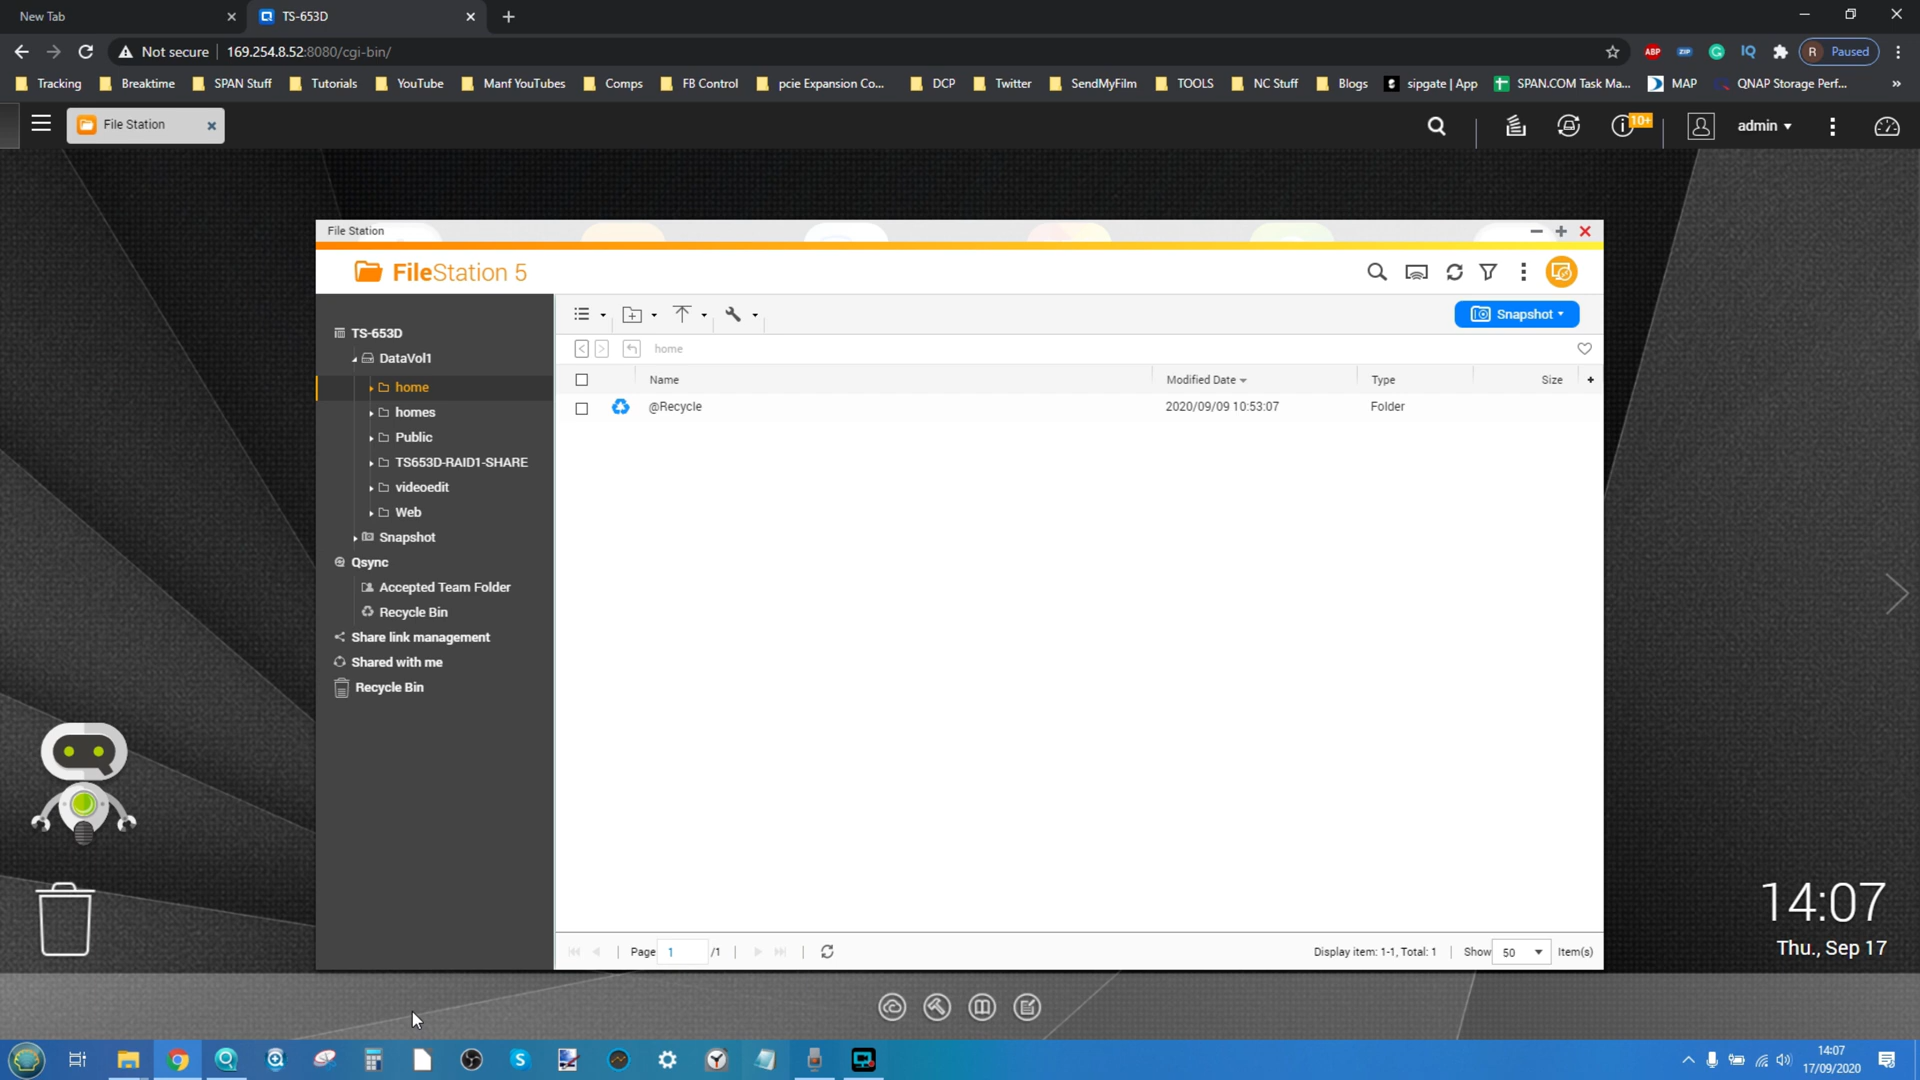 New Tab
TS-653D
Not secure
169.254.8.52:8080/cgi-bin/
ABP
ZIP
IQ
R Paused
Tracking
Breaktime
SPAN Stuff
Tutorials
YouTube
Manf YouTubes
Comps
FB Control
pcie Expansion Co...
DCP
Twitter
SendMyFilm
TOOLS
NC Stuff
Blogs
sipgate | App
SPAN.COM Task Ma...
MAP
QNAP Storage Perf...
»
File Station
10+
admin
File Station
FileStation 5
Snapshot
TS-653D
DataVol1
home
homes
Public
TS653D-RAID1-SHARE
videoedit
Web
Snapshot
Qsync
Accepted Team Folder
Recycle Bin
Share link management
Shared with me
Recycle Bin
home
Name
Modified Date
Type
Size
@Recycle
2020/09/09 10:53:07
Folder
Page 1 /1
Display item: 1-1, Total: 1
Show 50 Item(s)
14:07
Thu., Sep 17
14:07
17/09/2020